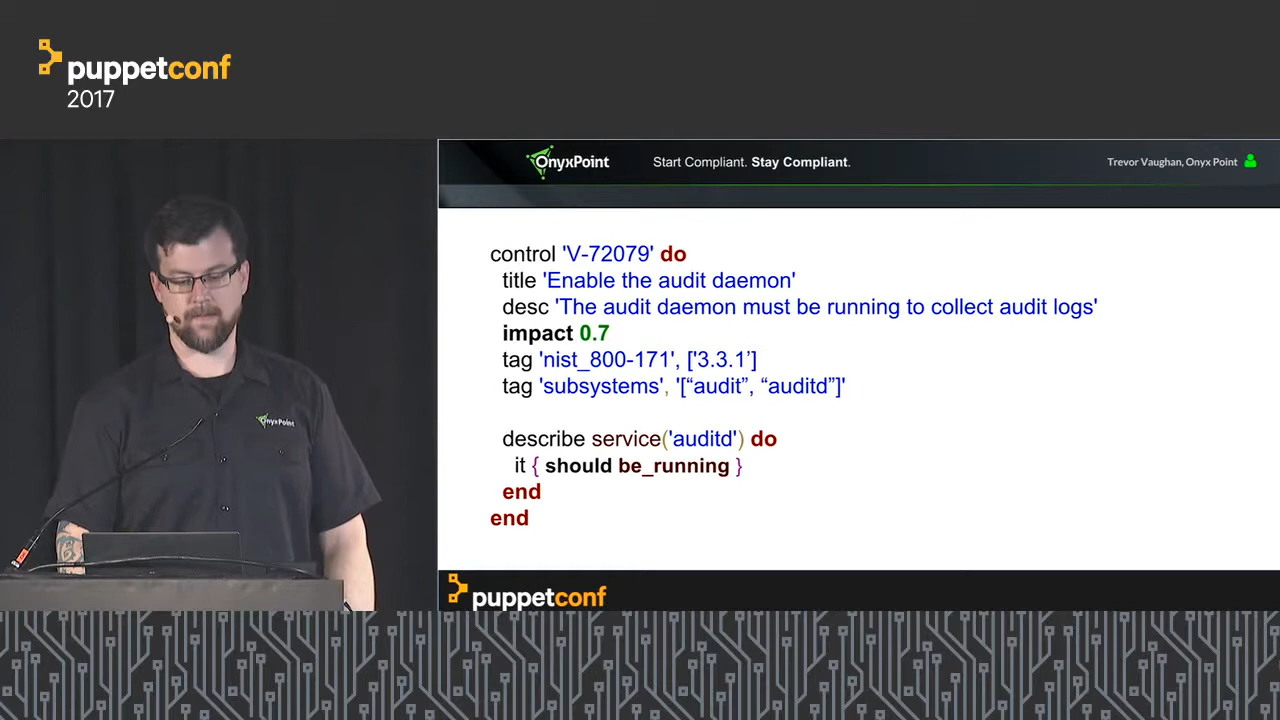 puppetconf
2017
OnyxPoint
Start Compliant. Stay Compliant.
Trevor Vaughan, Onyx Point
control 'V-72079' do
title 'Enable the audit daemon'
desc 'The audit daemon must be running to collect audit logs'
impact 0.7
tag 'nist_800-171', ['3.3.1’]
tag 'subsystems', '[“audit”, “auditd”]'
describe service('auditd') do
it { should be_running }
end
end
OnyxPoint
puppetconf